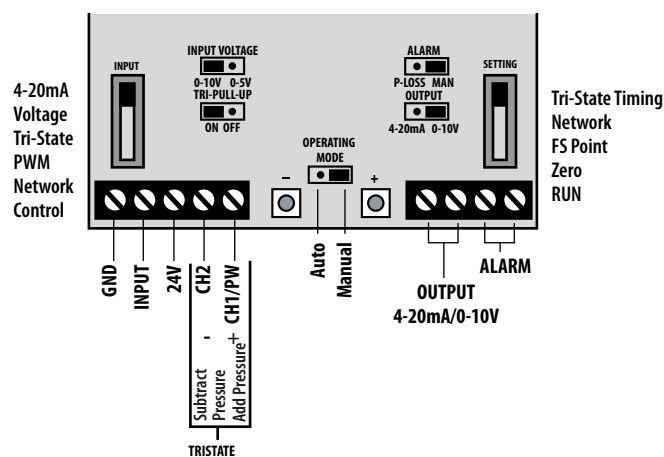 INPUT
INPUT VOLTAGE
0-10V 0-5V
TRI-PULL-UP
ON OFF
ALARM
P-LOSS MAN
OUTPUT
4-20mA 0-10V
SETTING
4-20mA
Voltage
Tri-State
PWM
Network
Control
OPERATING
MODE
- +
Tri-State Timing
Network
FS Point
Zero
RUN
GND
INPUT
24V
CH2
CH1/PW
Auto
Manual
OUTPUT
4-20mA/0-10V
ALARM
- +
Subtract
Pressure
Add Pressure
TRISTATE